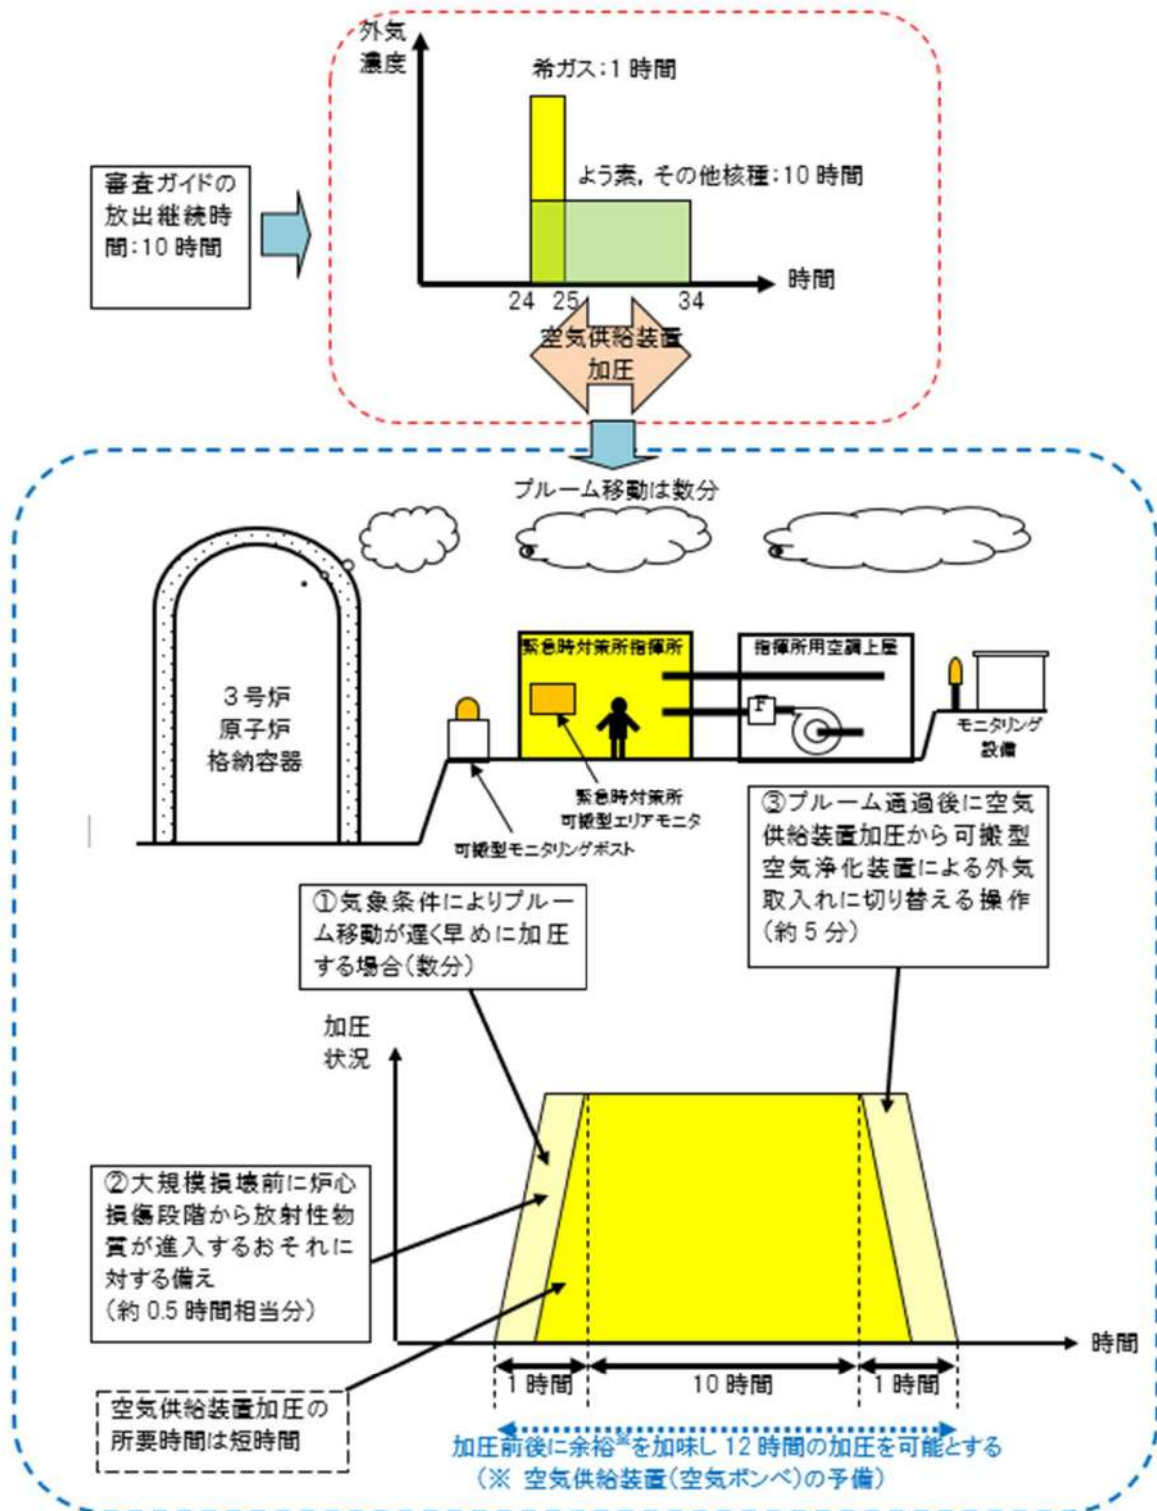 外気
濃度
希ガス：1 時間
よう素，その他核種：10 時間
審査ガイドの
放出継続時
間：10 時間
時間
24 25 34
空気供給装置
加圧
プルーム移動は数分
緊急時対策所指揮所
指揮所用空調上屋
F
3号炉
原子炉
格納容器
モニタリング
設備
緊急時対策所
可搬型エリアモニタ
可搬型モニタリングポスト
③プルーム通過後に空気
供給装置加圧から可搬型
空気浄化装置による外気
取入れに切り替える操作
（約 5 分）
①気象条件によりプルー
ム移動が遅く早めに加圧
する場合（数分）
加圧
状況
②大規模損壊前に炉心
損傷段階から放射性物
質が進入するおそれに
対する備え
（約 0.5 時間相当分）
時間
1 時間 10 時間 1 時間
空気供給装置加圧の
所要時間は短時間
加圧前後に余裕※を加味し 12 時間の加圧を可能とする
（※ 空気供給装置（空気ボンベ）の予備）